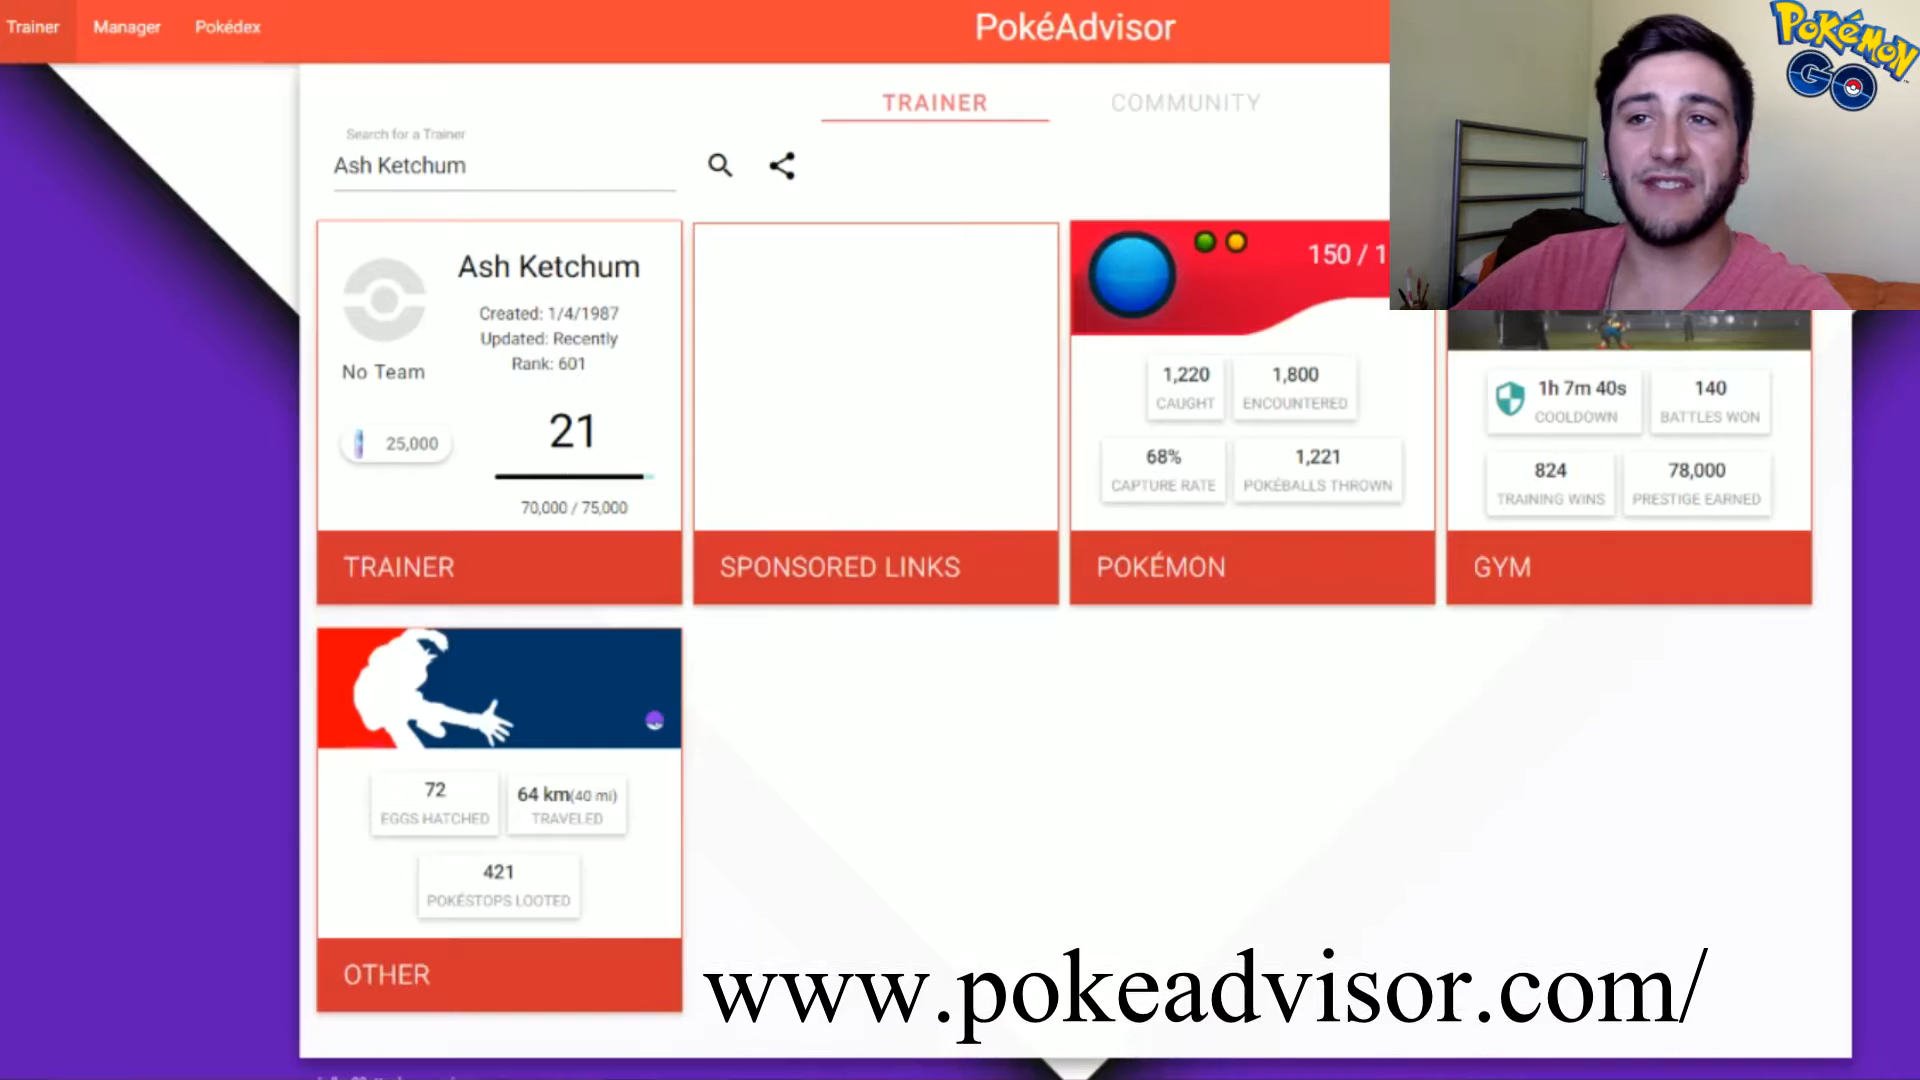 Trainer Manager Pokédex
PokéAdvisor
POKéMON
GO
TRAINER COMMUNITY
Search for a Trainer
Ash Ketchum
Ash Ketchum
Created: 1/4/1987
Updated: Recently
Rank: 601
No Team
25,000
21
70,000 / 75,000
TRAINER
SPONSORED LINKS
150 / 1
1,220
CAUGHT
1,800
ENCOUNTERED
68%
CAPTURE RATE
1,221
POKÉBALLS THROWN
POKÉMON
1h 7m 40s
COOLDOWN
140
BATTLES WON
824
TRAINING WINS
78,000
PRESTIGE EARNED
GYM
72
EGGS HATCHED
64 km(40 mi)
TRAVELED
421
POKÉSTOPS LOOTED
OTHER
www.pokeadvisor.com/